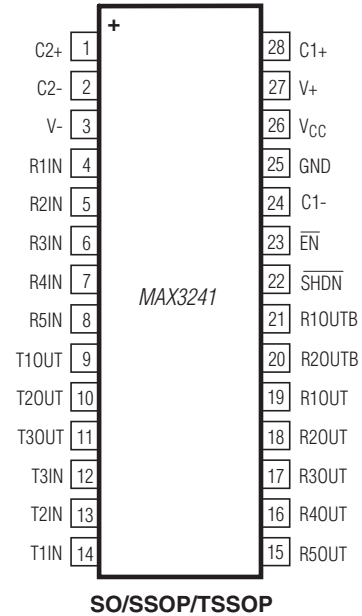 +
C2+ 1 28 C1+
C2- 2 27 V+
V- 3 26 VCC
R1IN 4 25 GND
R2IN 5 24 C1-
R3IN 6 23 E̅N̅
R4IN 7 22 S̅H̅D̅N̅
R5IN 8 21 R1OUTB
T1OUT 9 20 R2OUTB
T2OUT 10 19 R1OUT
T3OUT 11 18 R2OUT
T3IN 12 17 R3OUT
T2IN 13 16 R4OUT
T1IN 14 15 R5OUT
MAX3241
SO/SSOP/TSSOP